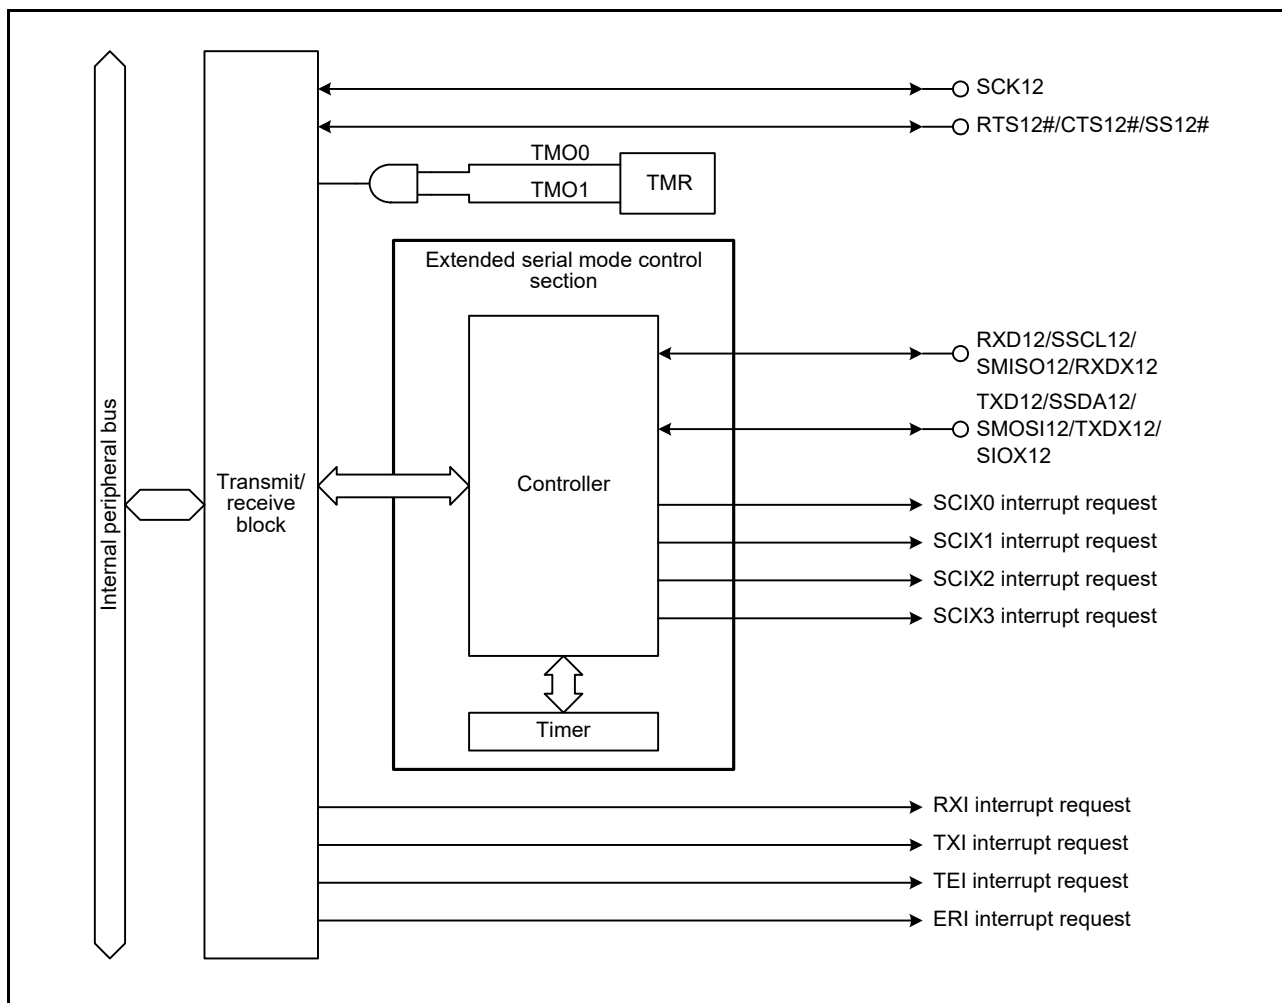 SCK12
RTS12#/CTS12#/SS12#
TMO0
TMO1
TMR
Extended serial mode control
section
RXD12/SSCL12/
SMISO12/RXDX12
TXD12/SSDA12/
SMOSI12/TXDX12/
SIOX12
Internal peripheral bus
Transmit/
receive
block
Controller
SCIX0 interrupt request
SCIX1 interrupt request
SCIX2 interrupt request
SCIX3 interrupt request
Timer
RXI interrupt request
TXI interrupt request
TEI interrupt request
ERI interrupt request